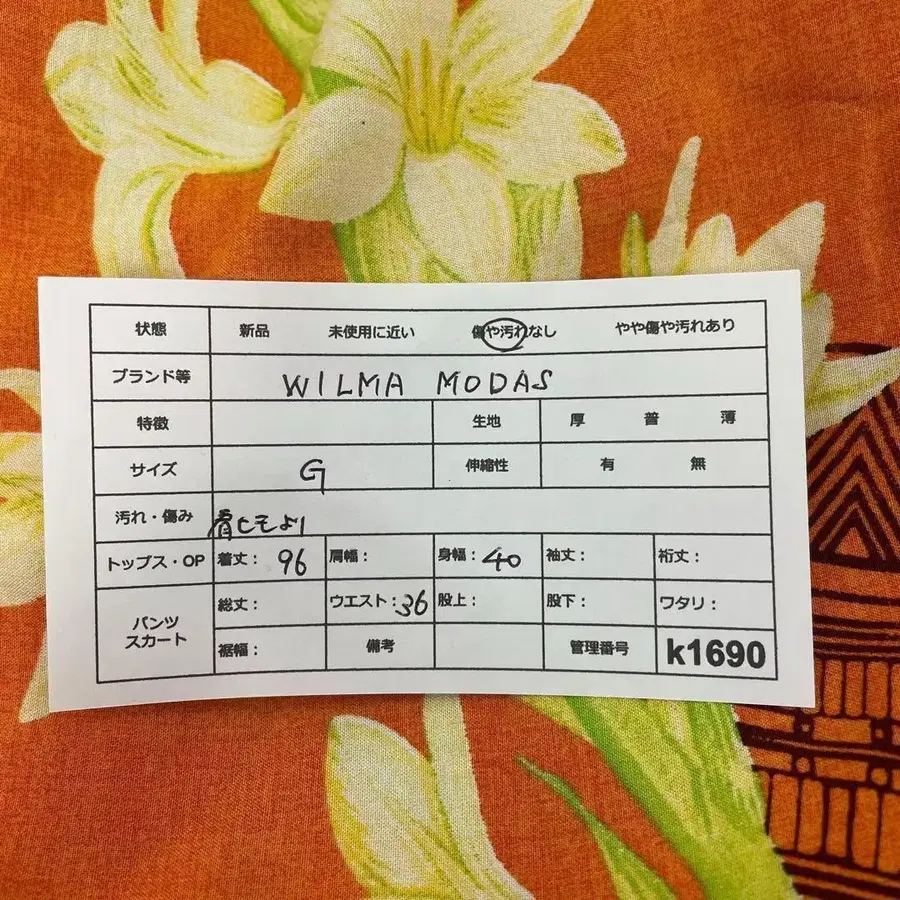 状態 新品 未使用に近い 傷や汚れなし やや傷や汚れあり
ブランド等 WILMA MODAS
特徴 生地 厚 普 薄
サイズ G 伸縮性 有 無
汚れ・傷み 肩ヒモより
トップス・OP 着丈: 96 肩幅: 身幅: 40 袖丈: 裄丈:
パンツ スカート 総丈: ウエスト: 36 股上: 股下: ワタリ:
裾幅: 備考 管理番号 k1690